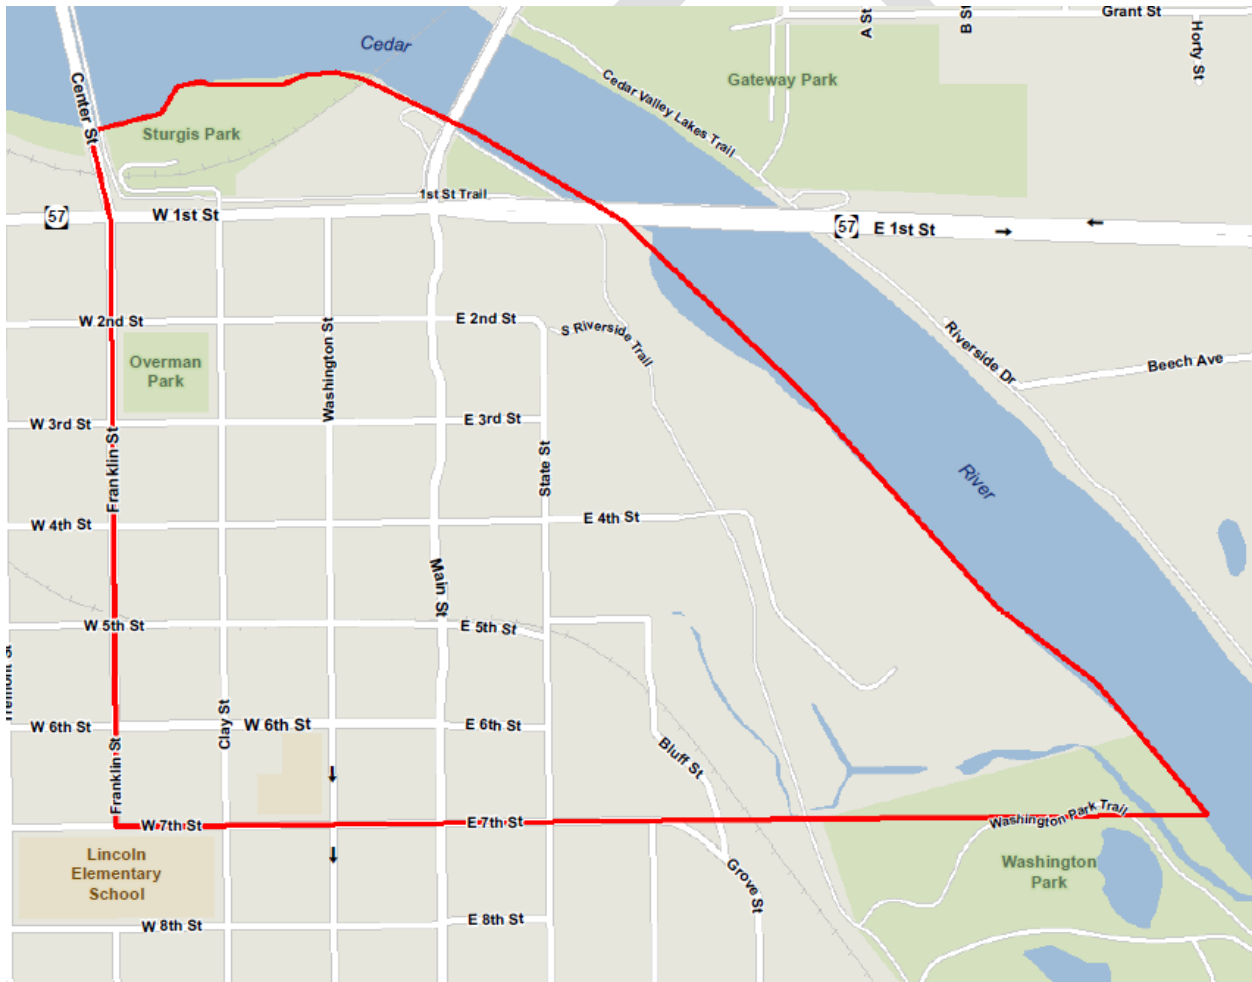 Grant St
A St
B St
Horty St
Cedar
Center St
Cedar Valley Lakes Trail
Gateway Park
Sturgis Park
1st St Trail
57
W 1st St
57
E 1st St
W 2nd St
E 2nd St
S Riverside Trail
Washington St
Riverside Dr
Beech Ave
Overman
Park
W 3rd St
E 3rd St
Franklin St
State St
River
W 4th St
E 4th St
Main St
W 5th St
E 5th St
Tremont St
W 6th St
Clay St
W 6th St
E 6th St
Bluff St
Franklin St
W 7th St
E 7th St
Washington Park Trail
Lincoln
Elementary
School
Grove St
Washington
Park
W 8th St
E 8th St